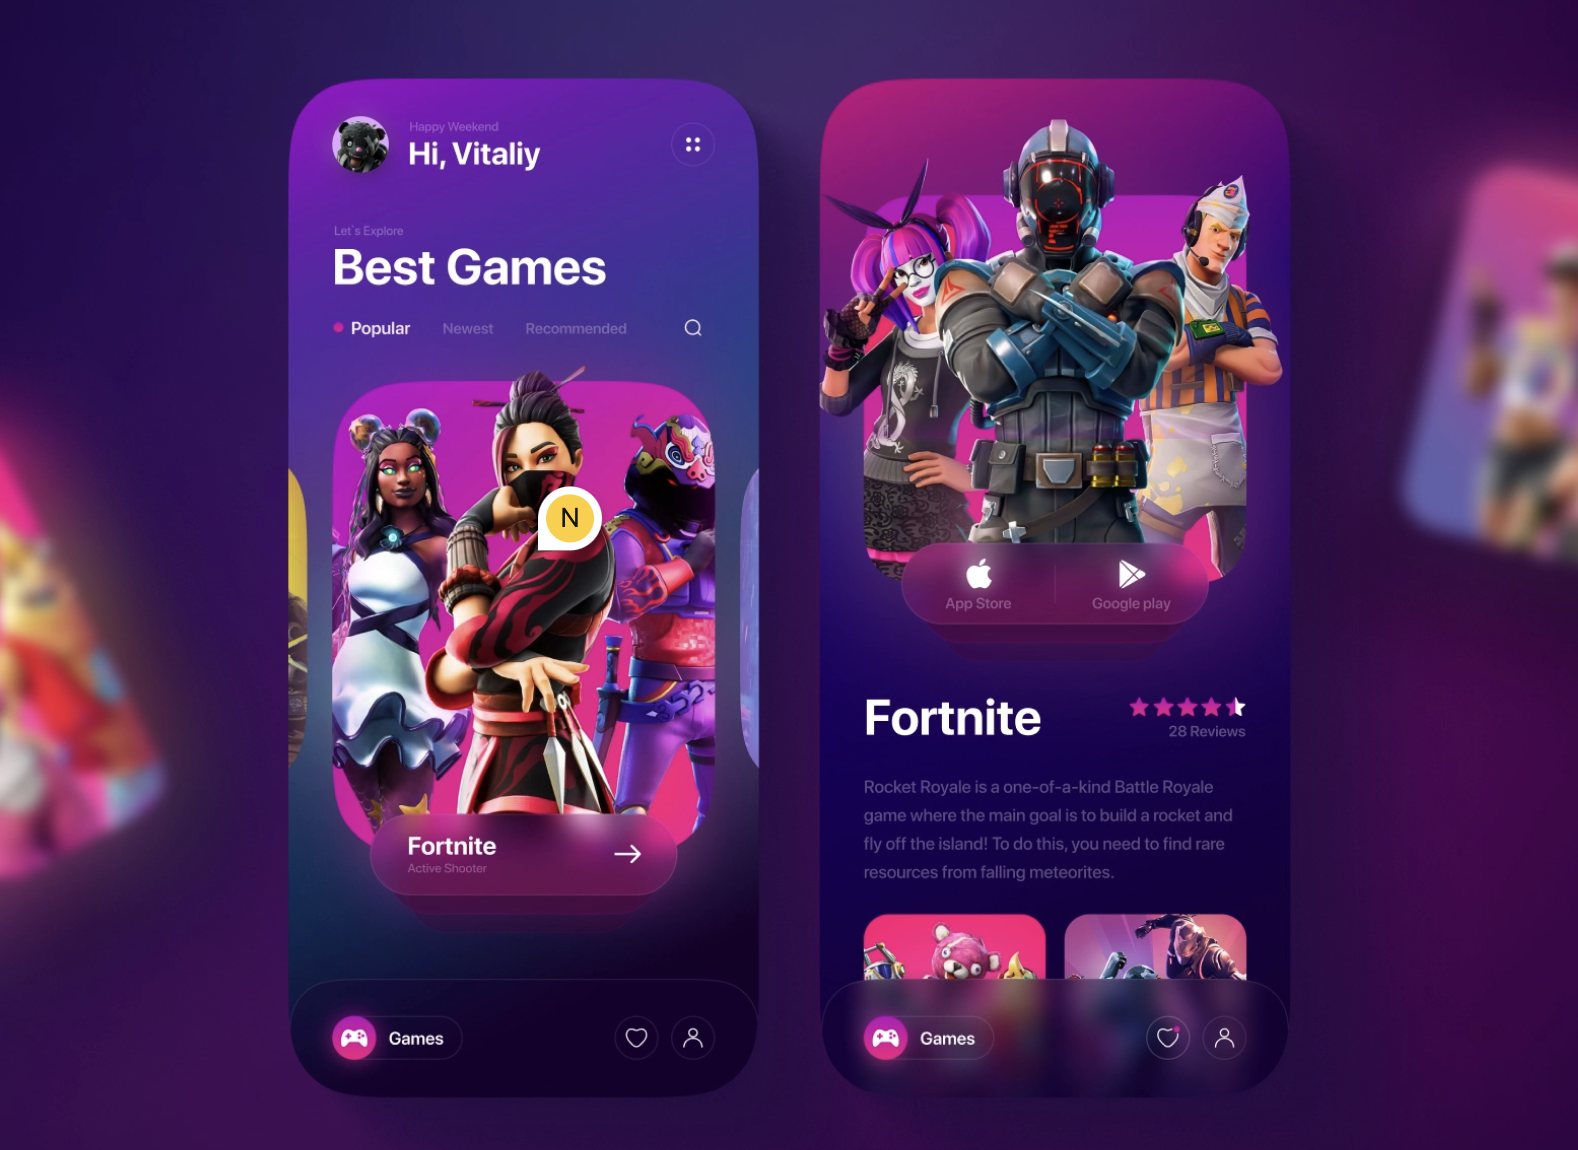 Happy Weekend
Hi, Vitaliy
Let`s Explore
Best Games
Popular
Newest
Recommended
N
Fortnite
Active Shooter
Games
App Store
Google play
Fortnite
28 Reviews
Rocket Royale is a one-of-a-kind Battle Royale
game where the main goal is to build a rocket and
fly off the island! To do this, you need to find rare
resources from falling meteorites.
Games